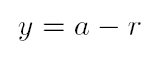 y = a − r